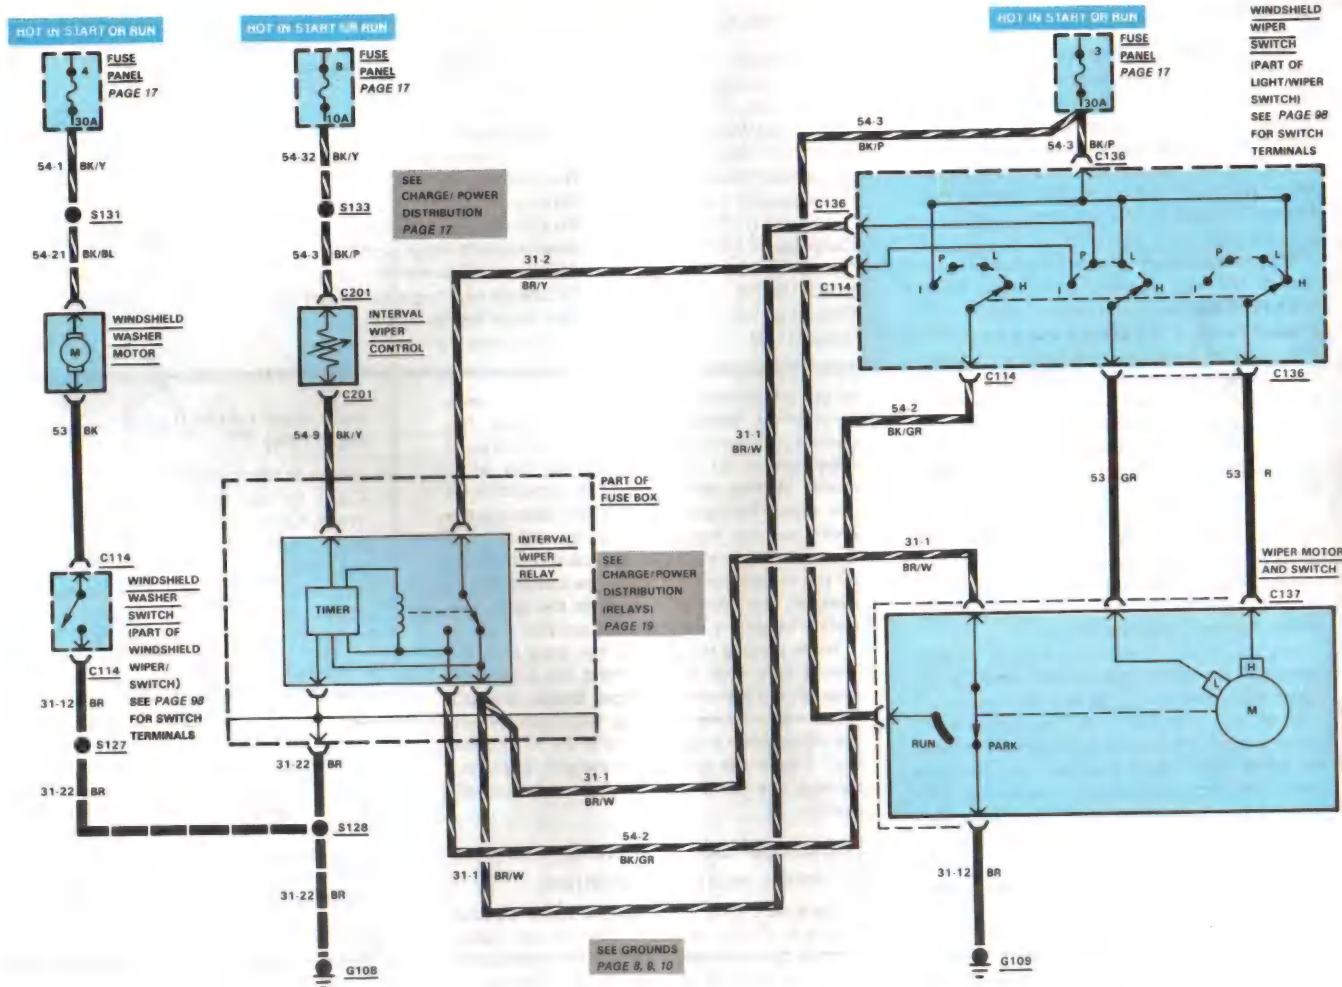 HOT IN START OR RUN
FUSE
PANEL
PAGE 17
4
30A
54-1 BK/Y
S131
54-21 BK/BL
WINDSHIELD
WASHER
MOTOR
M
53 BK
C114
WINDSHIELD
WASHER
SWITCH
(PART OF
WINDSHIELD
WIPER/
SWITCH)
SEE PAGE 98
FOR SWITCH
TERMINALS
C114
31-12 BR
S127
31-22 BR
HOT IN START OR RUN
FUSE
PANEL
PAGE 17
8
10A
54-32 BK/Y
S133
54-3 BK/P
C201
INTERVAL
WIPER
CONTROL
C201
54-9 BK/Y
SEE
CHARGE/ POWER
DISTRIBUTION
PAGE 17
31-2
BR/Y
PART OF
FUSE BOX
INTERVAL
WIPER
RELAY
TIMER
SEE
CHARGE/POWER
DISTRIBUTION
(RELAYS)
PAGE 19
31-22 BR
S128
31-22 BR
G108
31-1
BR/W
54-2
BK/GR
31-1 BR/W
SEE GROUNDS
PAGE 8, 9, 10
HOT IN START OR RUN
FUSE
PANEL
PAGE 17
3
30A
WINDSHIELD
WIPER
SWITCH
(PART OF
LIGHT/WIPER
SWITCH)
SEE PAGE 98
FOR SWITCH
TERMINALS
54-3
BK/P
54-3 BK/P
C136
C136
C114
P L
I H
P L
I H
P L
I H
C114
C136
54-2
BK/GR
31-1
BR/W
53 GR
53 R
31-1
BR/W
WIPER MOTOR
AND SWITCH
C137
H
L
M
RUN
PARK
31-12 BR
G109